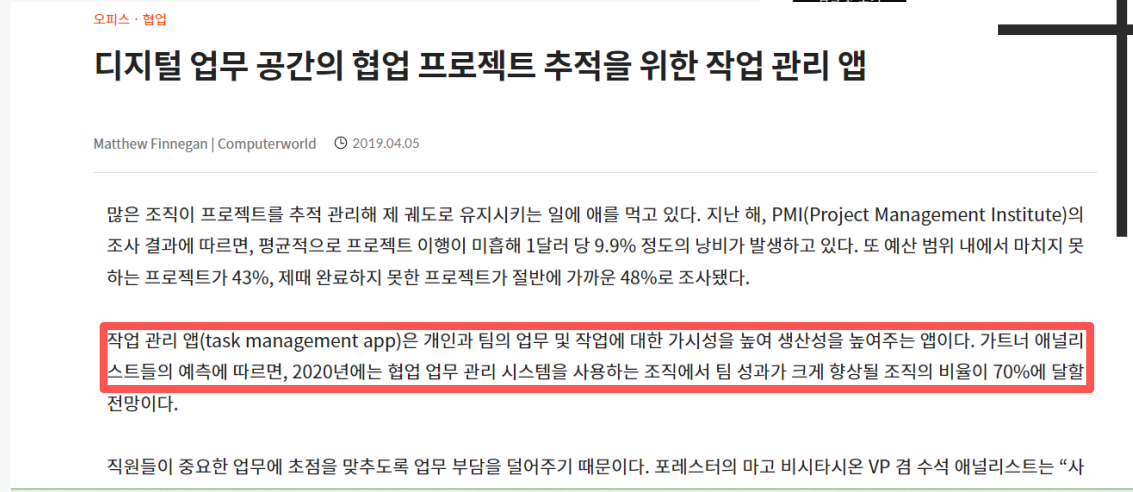 오피스 · 협업
디지털 업무 공간의 협업 프로젝트 추적을 위한 작업 관리 앱
Matthew Finnegan | Computerworld 2019.04.05
많은 조직이 프로젝트를 추적 관리해 제 궤도로 유지시키는 일에 애를 먹고 있다. 지난 해, PMI(Project Management Institute)의
조사 결과에 따르면, 평균적으로 프로젝트 이행이 미흡해 1달러 당 9.9% 정도의 낭비가 발생하고 있다. 또 예산 범위 내에서 마치지 못
하는 프로젝트가 43%, 제때 완료하지 못한 프로젝트가 절반에 가까운 48%로 조사됐다.
작업 관리 앱(task management app)은 개인과 팀의 업무 및 작업에 대한 가시성을 높여 생산성을 높여주는 앱이다. 가트너 애널리
스트들의 예측에 따르면, 2020년에는 협업 업무 관리 시스템을 사용하는 조직에서 팀 성과가 크게 향상될 조직의 비율이 70%에 달할
전망이다.
직원들이 중요한 업무에 초점을 맞추도록 업무 부담을 덜어주기 때문이다. 포레스터의 마고 비시타시온 VP 겸 수석 애널리스트는 “사